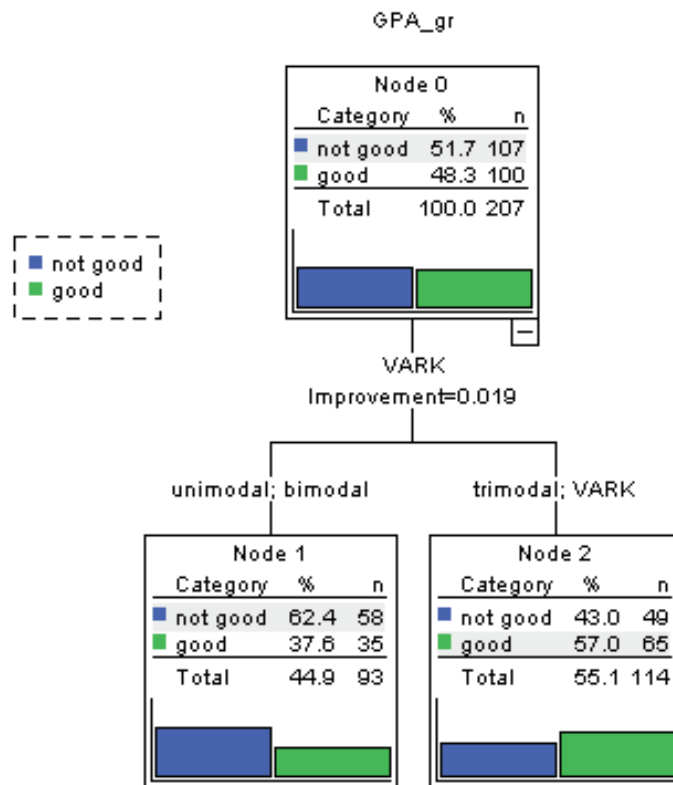 GPA_gr
Node 0
Category % n
not good 51.7 107
good 48.3 100
Total 100.0 207
not good
good
VARK
Improvement=0.019
unimodal; bimodal
trimodal; VARK
Node 1
Category % n
not good 62.4 58
good 37.6 35
Total 44.9 93
Node 2
Category % n
not good 43.0 49
good 57.0 65
Total 55.1 114